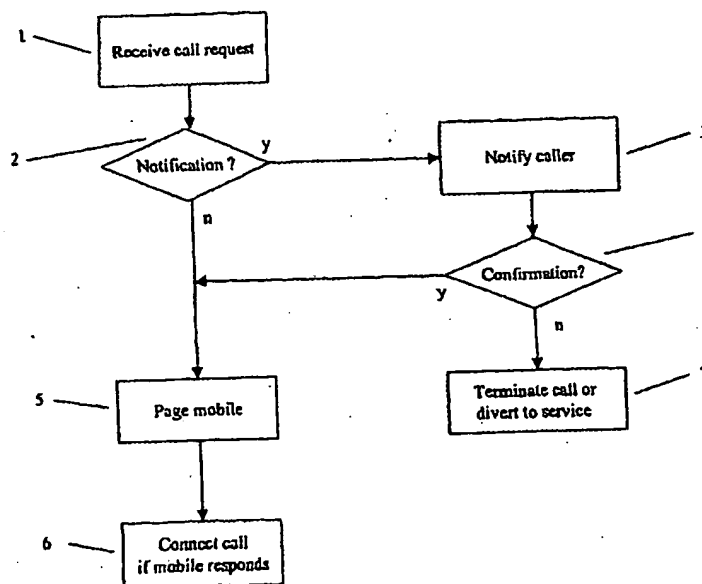 1
Receive call request
2
Notification ?
y
n
Notify caller
Confirmation?
y
n
5
Page mobile
Terminate call or
divert to service
6
Connect call
if mobile responds